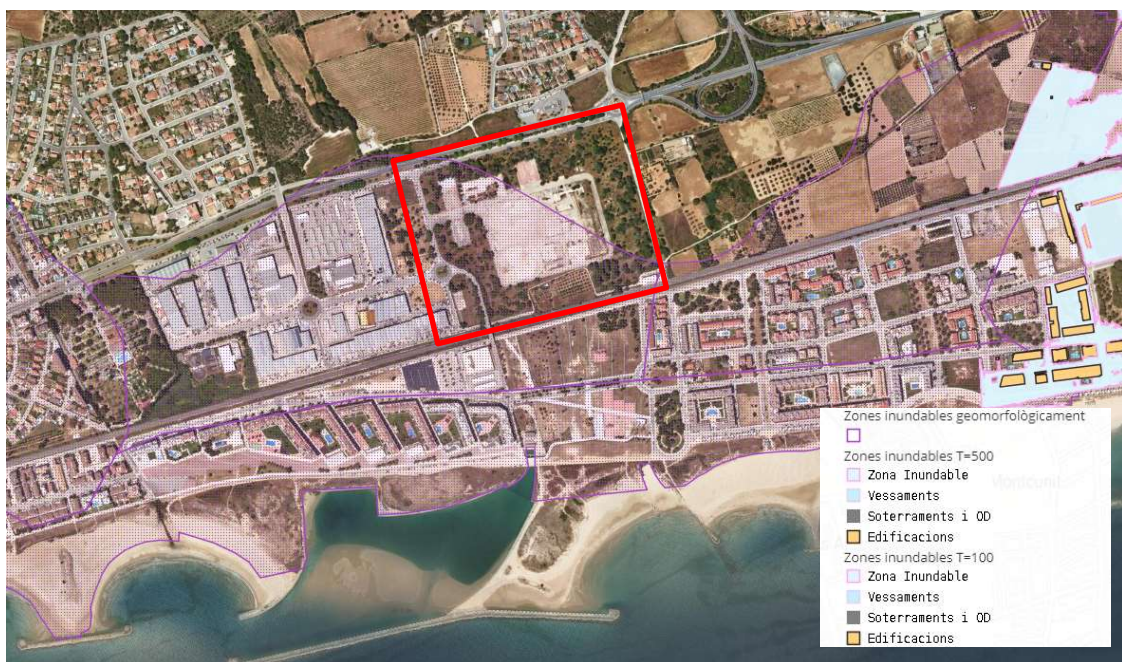 Zones inundables geomorfològicament
Zones inundables T=500
Zona Inundable
Vessaments
Soterraments i OD
Edificacions
Zones inundables T=100
Zona Inundable
Vessaments
Soterraments i OD
Edificacions